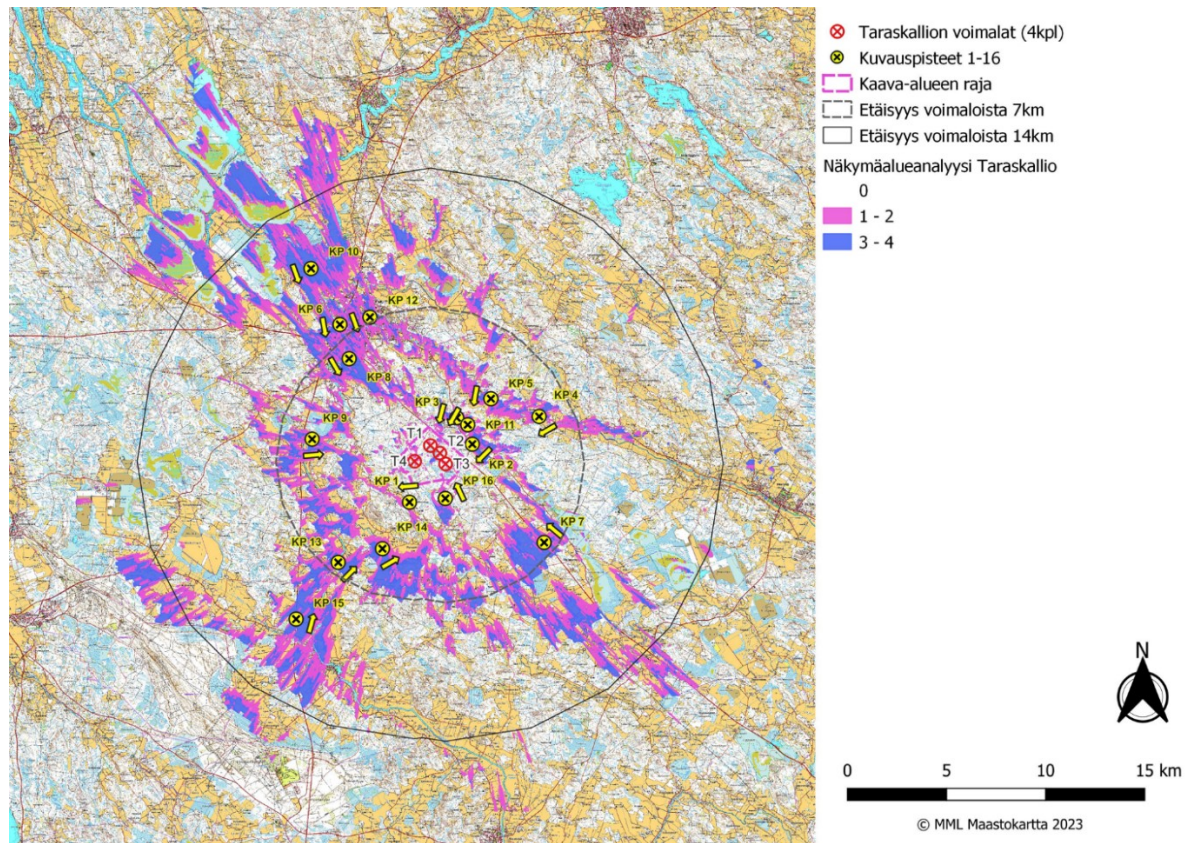 Taraskallion voimalat (4kpl)
Kuvauspisteet 1-16
Kaava-alueen raja
Etäisyys voimaloista 7km
Etäisyys voimaloista 14km
Näkymäalueanalyysi Taraskallio
0
1 - 2
3 - 4
KP 10
KP 6
KP 12
KP 8
KP 5
KP 4
KP 3
KP 11
KP 9
T1
T2
T4
T3
KP 2
KP 1
KP 16
KP 14
KP 7
KP 13
KP 15
N
0 5 10 15 km
© MML Maastokartta 2023